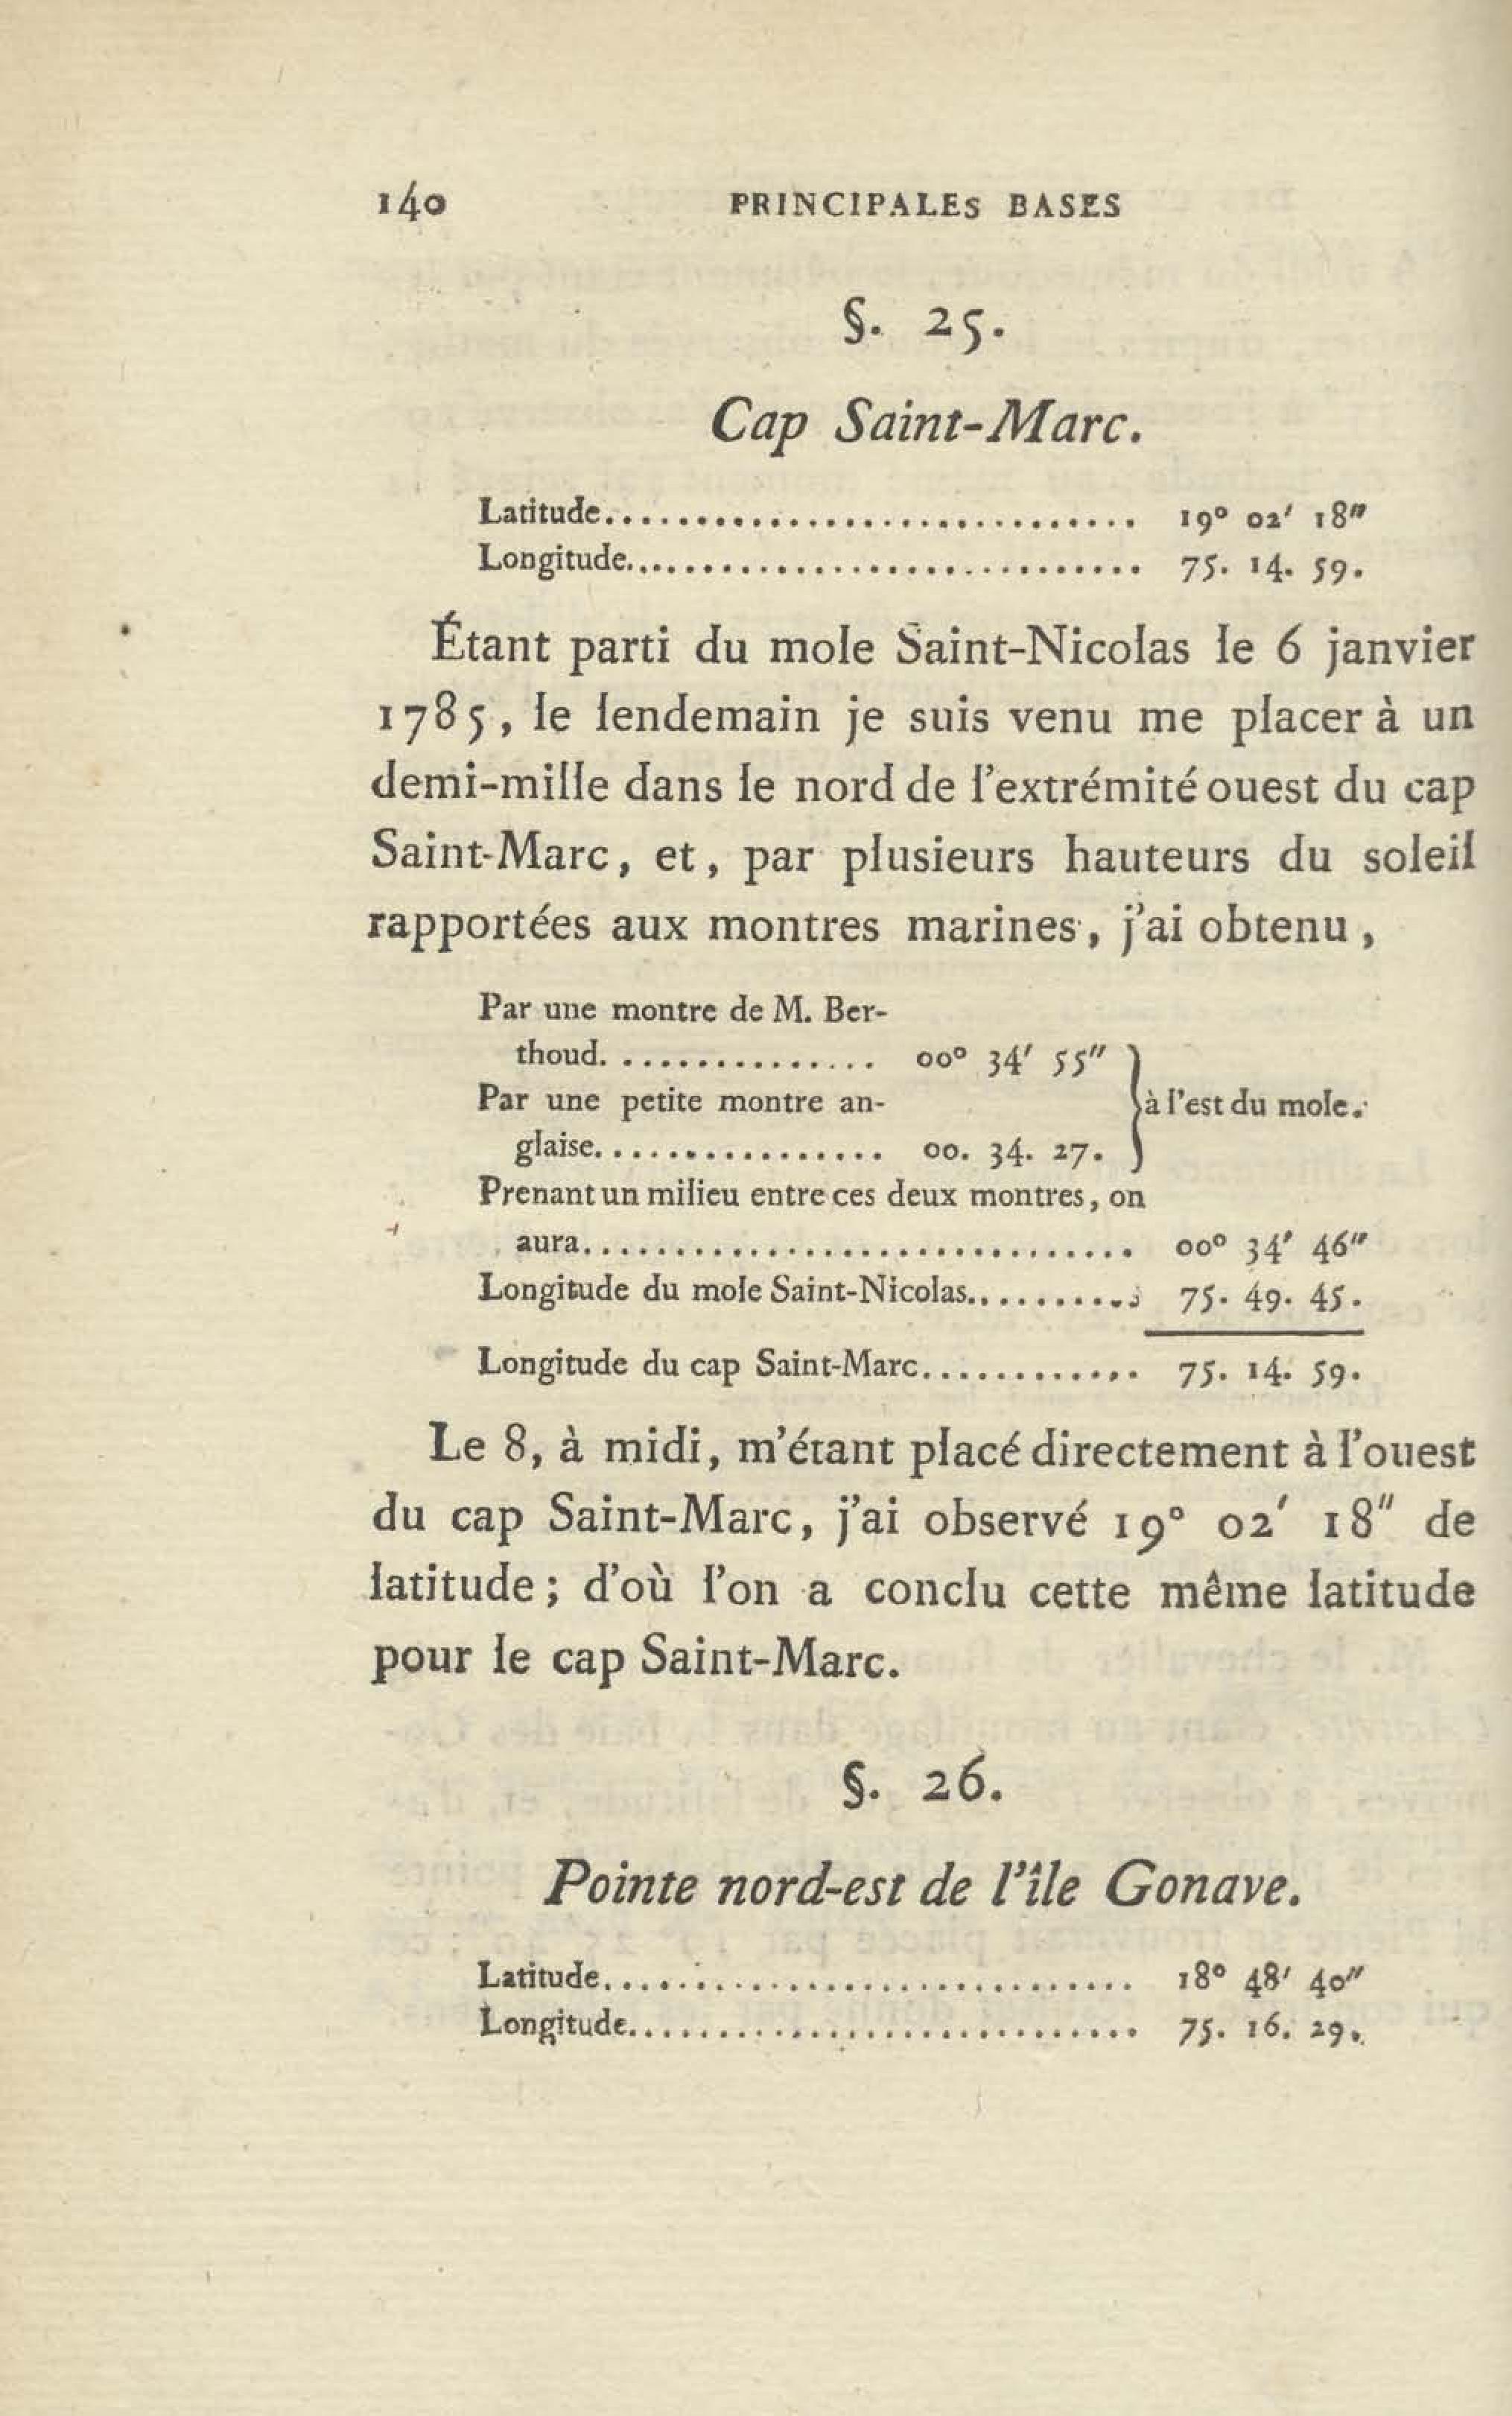 140 PRINCIPALES BASES
§. 25.
Cap Saint-Marc.
Latitude.............................. 19° 02' 18"
Longitude............................. 75. 14. 59.
Étant parti du mole Saint-Nicolas le 6 janvier
1785, le lendemain je suis venu me placer à un
demi-mille dans le nord de l'extrémité ouest du cap
Saint-Marc, et, par plusieurs hauteurs du soleil
rapportées aux montres marines, j'ai obtenu,
Par une montre de M. Ber-
thoud............... 00° 34' 55"
Par une petite montre an- } à l'est du mole.
glaise................ 00. 34. 27.
Prenant un milieu entre ces deux montres, on
aura............................... 00° 34' 46"
Longitude du mole Saint-Nicolas.......... 75. 49. 45.
Longitude du cap Saint-Marc............ 75. 14. 59.
Le 8, à midi, m'étant placé directement à l'ouest
du cap Saint-Marc, j'ai observé 19° 02' 18" de
latitude; d'où l'on a conclu cette même latitude
pour le cap Saint-Marc.
§. 26.
Pointe nord-est de l'île Gonave.
Latitude.............................. 18° 48' 40"
Longitude............................. 75. 16. 29.